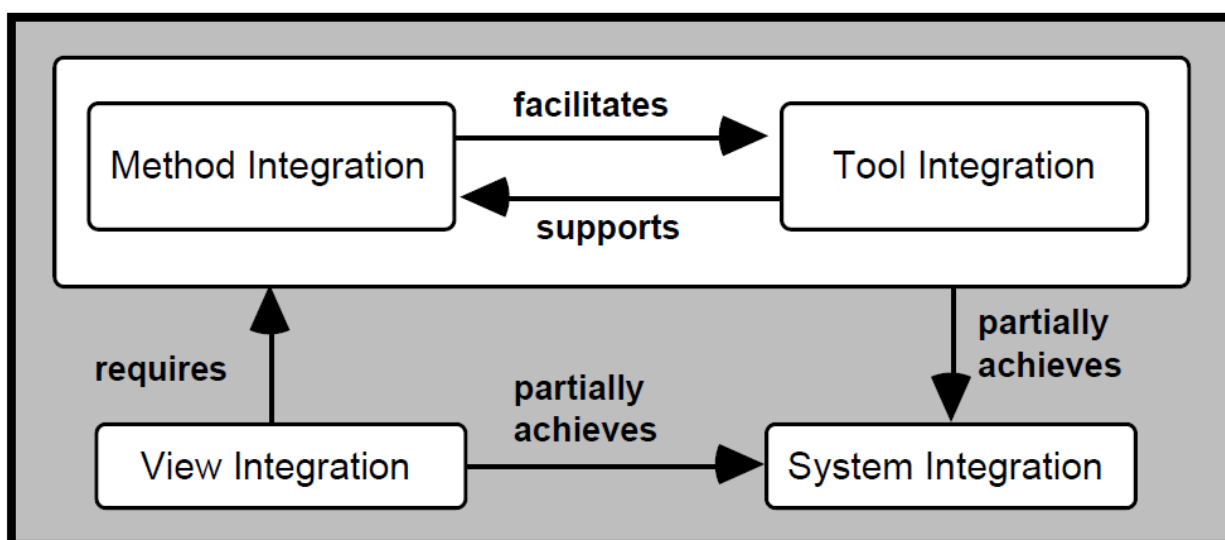 facilitates
Method Integration
Tool Integration
supports
requires
partially
achieves
partially
achieves
View Integration
System Integration